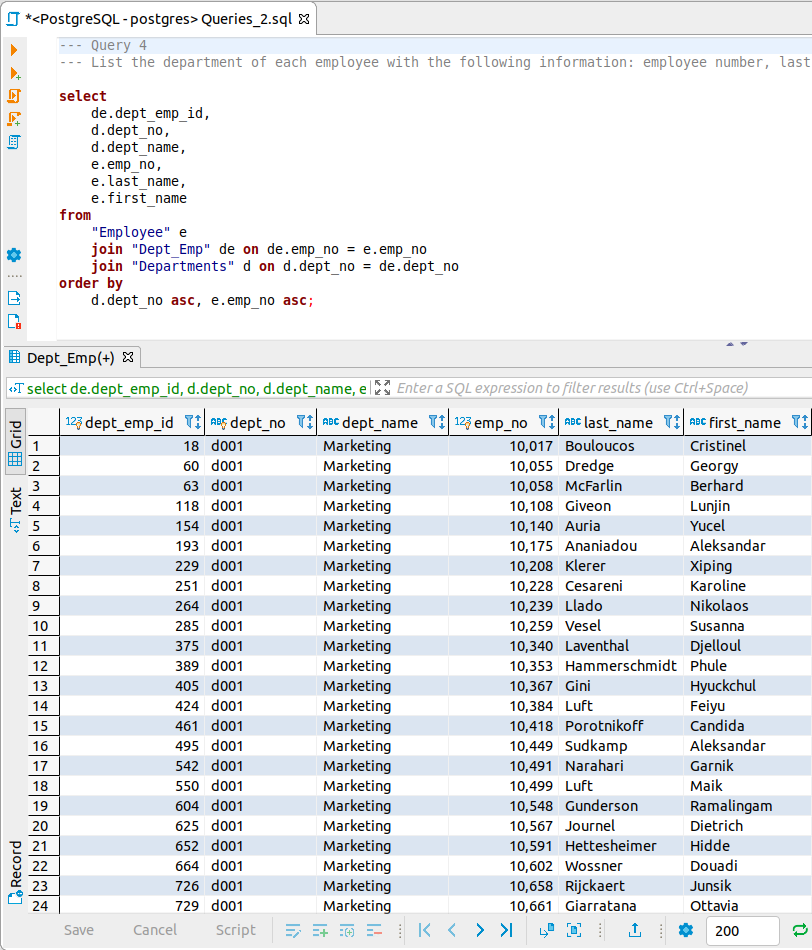 *<PostgreSQL - postgres> Queries_2.sql
--- Query 4
--- List the department of each employee with the following information: employee number, last
select
de.dept_emp_id,
d.dept_no,
d.dept_name,
e.emp_no,
e.last_name,
e.first_name
from
"Employee" e
join "Dept_Emp" de on de.emp_no = e.emp_no
join "Departments" d on d.dept_no = de.dept_no
order by
d.dept_no asc, e.emp_no asc;
Dept_Emp(+)
select de.dept_emp_id, d.dept_no, d.dept_name, e Enter a SQL expression to filter results (use Ctrl+Space)
Grid
Text
Record
123 dept_emp_id ABC dept_no ABC dept_name 123 emp_no ABC last_name ABC first_name
1 18 d001 Marketing 10,017 Bouloucos Cristinel
2 60 d001 Marketing 10,055 Dredge Georgy
3 63 d001 Marketing 10,058 McFarlin Berhard
4 118 d001 Marketing 10,108 Giveon Lunjin
5 154 d001 Marketing 10,140 Auria Yucel
6 193 d001 Marketing 10,175 Ananiadou Aleksandar
7 229 d001 Marketing 10,208 Klerer Xiping
8 251 d001 Marketing 10,228 Cesareni Karoline
9 264 d001 Marketing 10,239 Llado Nikolaos
10 285 d001 Marketing 10,259 Vesel Susanna
11 375 d001 Marketing 10,340 Laventhal Djelloul
12 389 d001 Marketing 10,353 Hammerschmidt Phule
13 405 d001 Marketing 10,367 Gini Hyuckchul
14 424 d001 Marketing 10,384 Luft Feiyu
15 461 d001 Marketing 10,418 Porotnikoff Candida
16 495 d001 Marketing 10,449 Sudkamp Aleksandar
17 542 d001 Marketing 10,491 Narahari Garnik
18 550 d001 Marketing 10,499 Luft Maik
19 604 d001 Marketing 10,548 Gunderson Ramalingam
20 625 d001 Marketing 10,567 Journel Dietrich
21 652 d001 Marketing 10,591 Hettesheimer Hidde
22 664 d001 Marketing 10,602 Wossner Douadi
23 726 d001 Marketing 10,658 Rijckaert Junsik
24 729 d001 Marketing 10,661 Giarratana Ottavia
Save Cancel Script 200